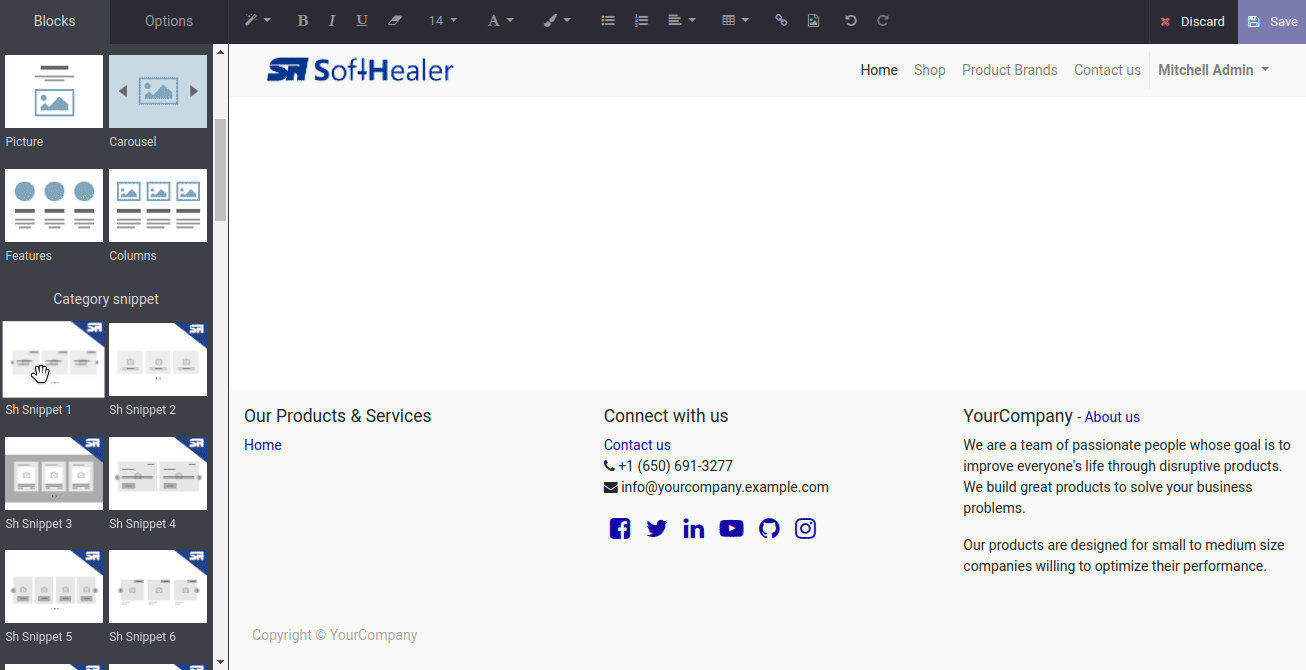 Blocks
Options
B I U 14 A
Discard
Save
SH SoftHealer
Home Shop Product Brands Contact us Mitchell Admin
Picture
Carousel
Features
Columns
Category snippet
Sh Snippet 1
Sh Snippet 2
Sh Snippet 3
Sh Snippet 4
Sh Snippet 5
Sh Snippet 6
Our Products & Services
Home
Connect with us
Contact us
+1 (650) 691-3277
info@yourcompany.example.com
YourCompany - About us
We are a team of passionate people whose goal is to
improve everyone's life through disruptive products.
We build great products to solve your business
problems.
Our products are designed for small to medium size
companies willing to optimize their performance.
Copyright © YourCompany